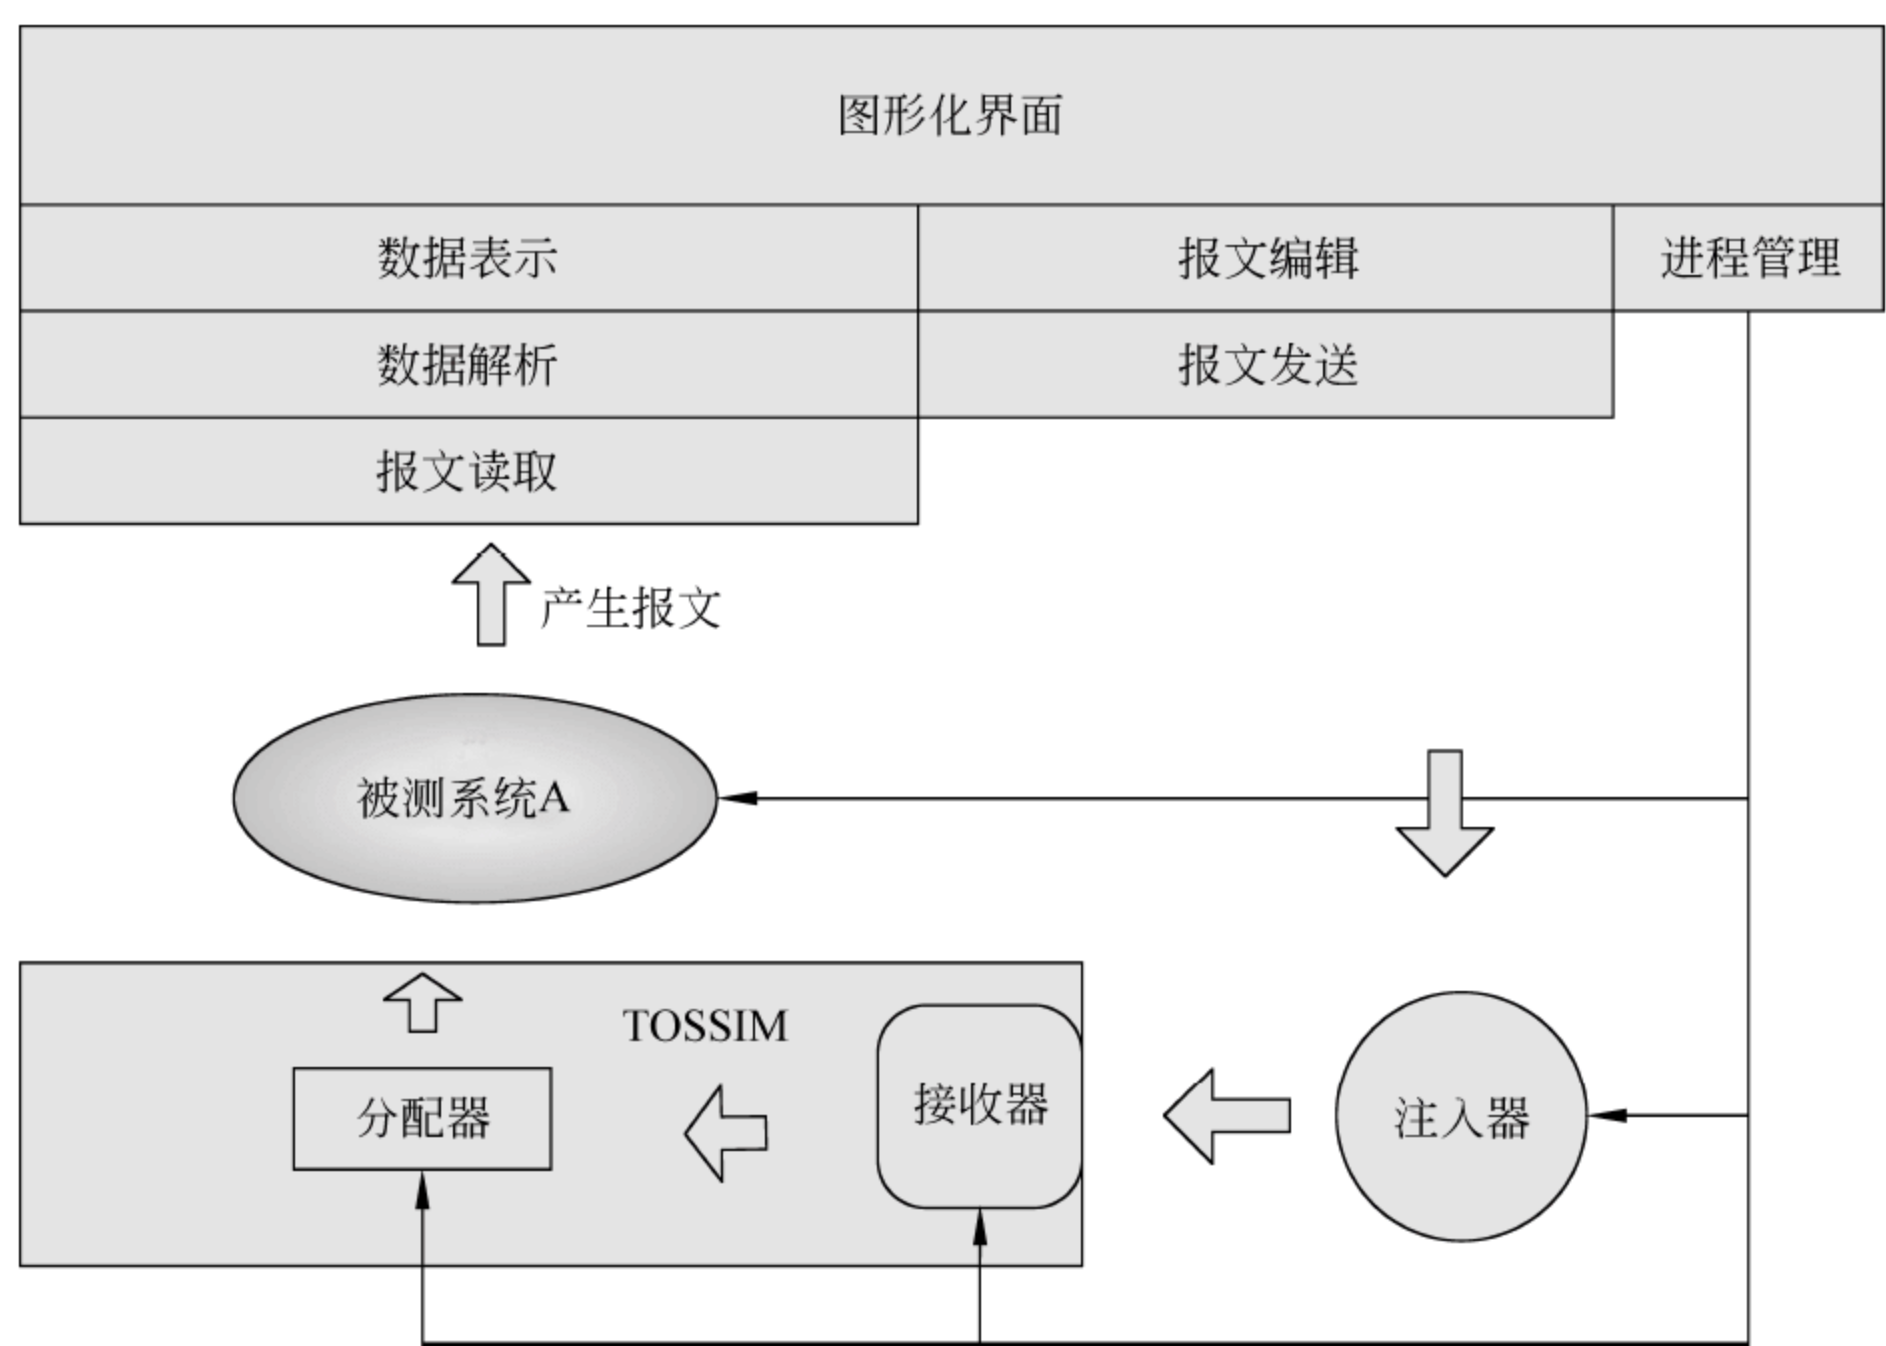 图形化界面
数据表示
报文编辑
进程管理
数据解析
报文发送
报文读取
产生报文
被测系统A
TOSSIM
分配器
接收器
注入器